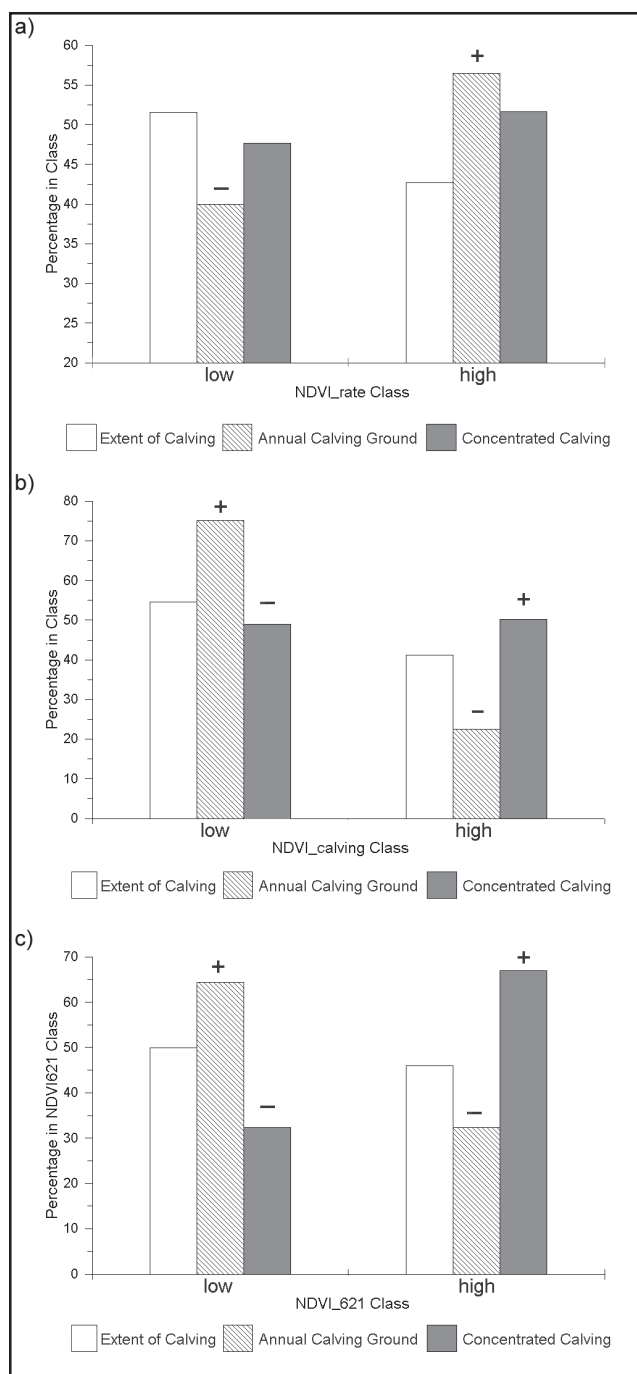 a)
60
55
50
45
40
35
30
25
20
Percentage in Class
+
−
low high
NDVI_rate Class
Extent of Calving Annual Calving Ground Concentrated Calving
b)
80
70
60
50
40
30
20
10
0
Percentage in Class
+
−
+
−
low high
NDVI_calving Class
Extent of Calving Annual Calving Ground Concentrated Calving
c)
70
60
50
40
30
20
10
0
Percentage in NDVI621 Class
+
−
+
−
low high
NDVI_621 Class
Extent of Calving Annual Calving Ground Concentrated Calving